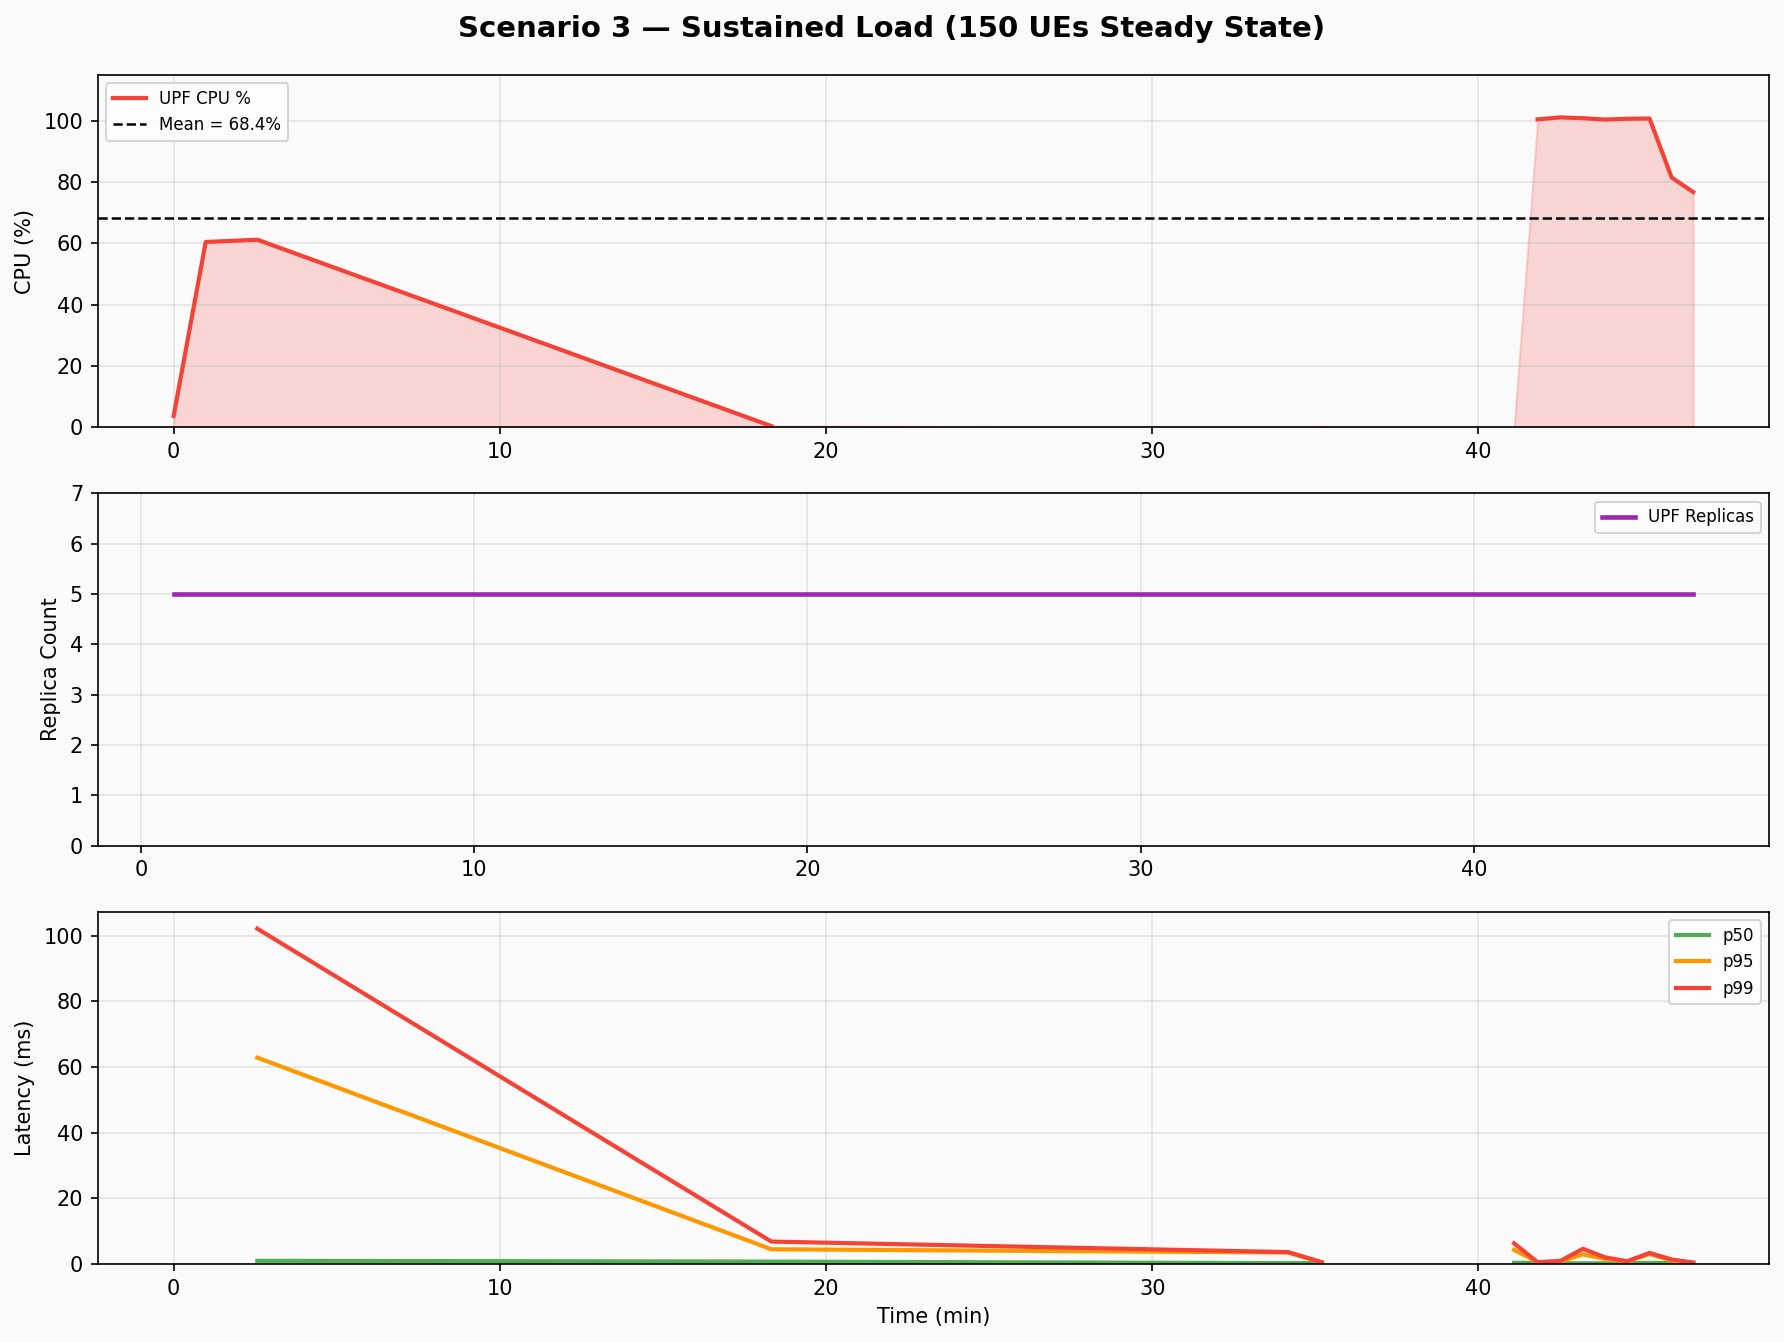 Scenario 3 — Sustained Load (150 UEs Steady State)
UPF CPU %
Mean = 68.4%
CPU (%)
100
80
60
40
20
0
0 10 20 30 40
UPF Replicas
Replica Count
7
6
5
4
3
2
1
0
0 10 20 30 40
p50
p95
p99
Latency (ms)
100
80
60
40
20
0
0 10 20 30 40
Time (min)